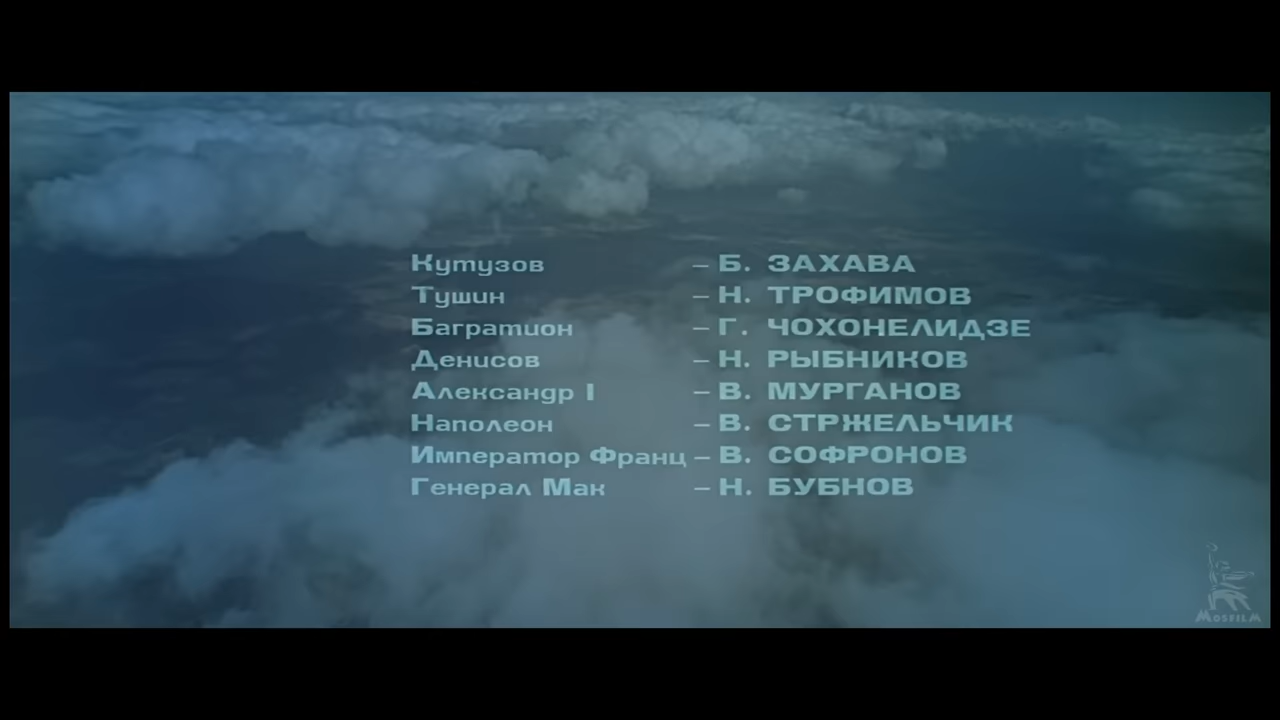 Кутузов – Б. ЗАХАВА
Тушин – Н. ТРОФИМОВ
Багратион – Г. ЧОХОНЕЛИДЗЕ
Денисов – Н. РЫБНИКОВ
Александр I – В. МУРГАНОВ
Наполеон – В. СТРЖЕЛЬЧИК
Император Франц – В. СОФРОНОВ
Генерал Мак – Н. БУБНОВ
MOSFILM